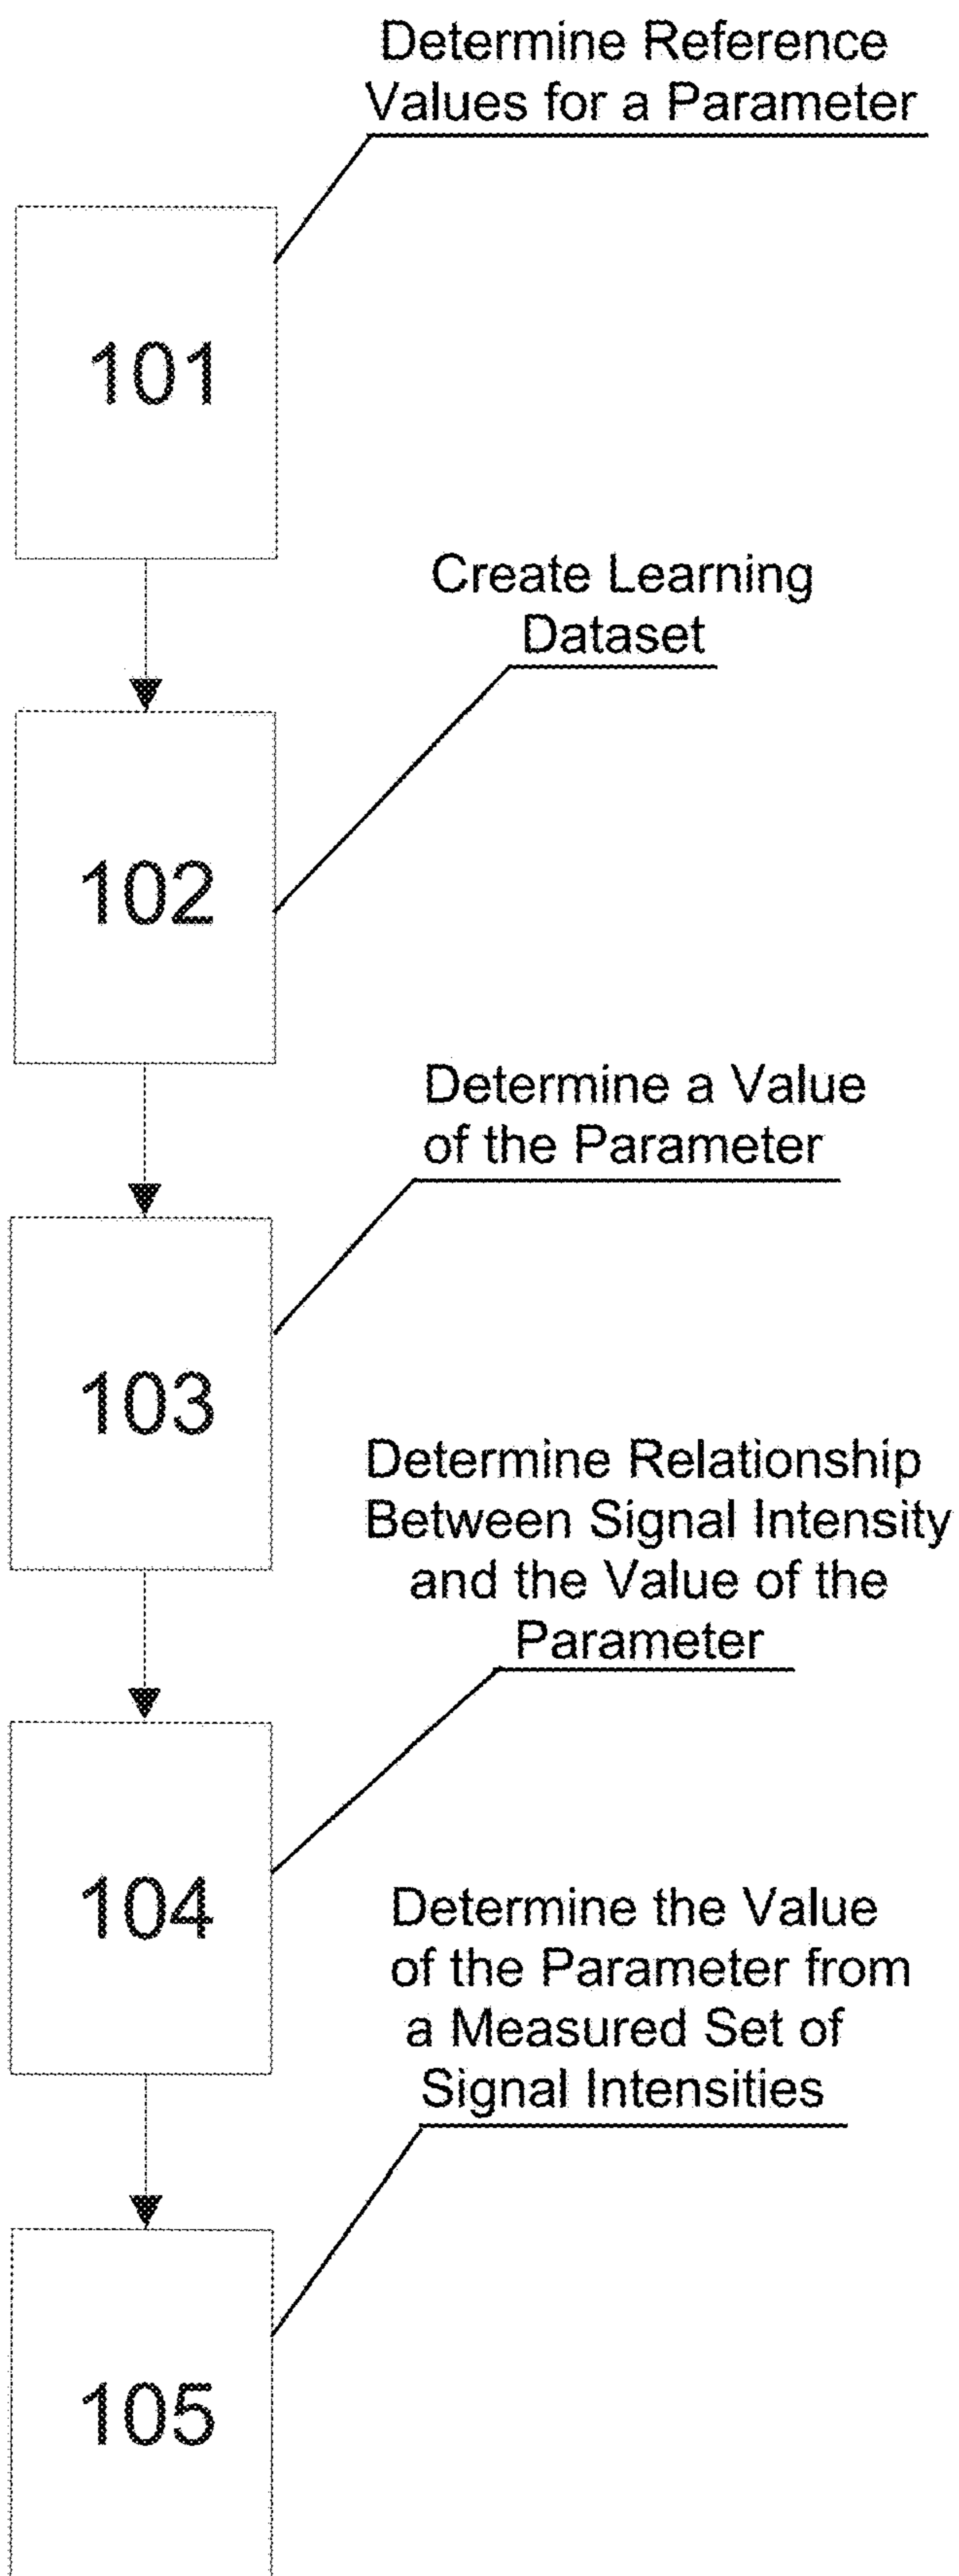 Determine Reference
Values for a Parameter
101
Create Learning
Dataset
102
Determine a Value
of the Parameter
103
Determine Relationship
Between Signal Intensity
and the Value of the
Parameter
104
Determine the Value
of the Parameter from
a Measured Set of
Signal Intensities
105